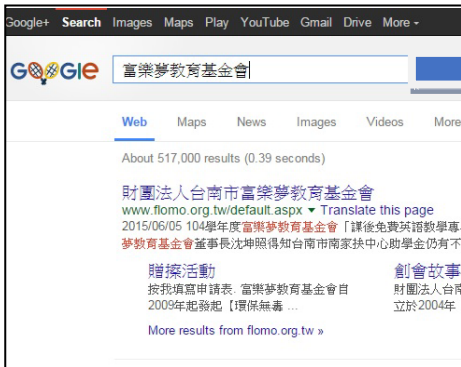 Google+ Search Images Maps Play YouTube Gmail Drive More
GOOGLE 富樂夢教育基金會
Web Maps News Images Videos More
About 517,000 results (0.39 seconds)
財團法人台南市富樂夢教育基金會
www.flomo.org.tw/default.aspx Translate this page
2015/06/05 104學年度富樂夢教育基金會「課後免費英語教學專
夢教育基金會董事長沈坤照得知台南市南家扶中心助學金仍有不
贈擦活動 創會故事
按我填寫申請表. 富樂夢教育基金會自 財團法人台南
2009年起發起【環保無毒 ... 立於2004年
More results from flomo.org.tw »